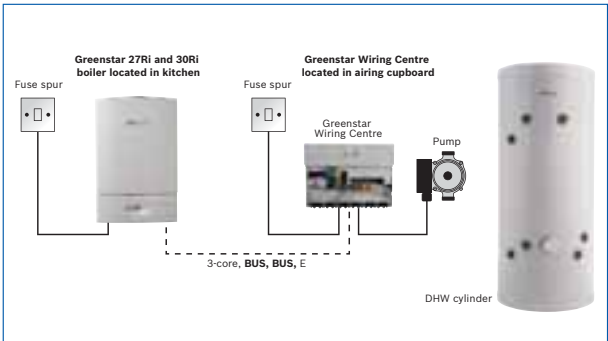 Greenstar 27Ri and 30Ri
boiler located in kitchen
Fuse spur
Greenstar Wiring Centre
located in airing cupboard
Fuse spur
Greenstar
Wiring Centre
Pump
3-core, BUS, BUS, E
DHW cylinder